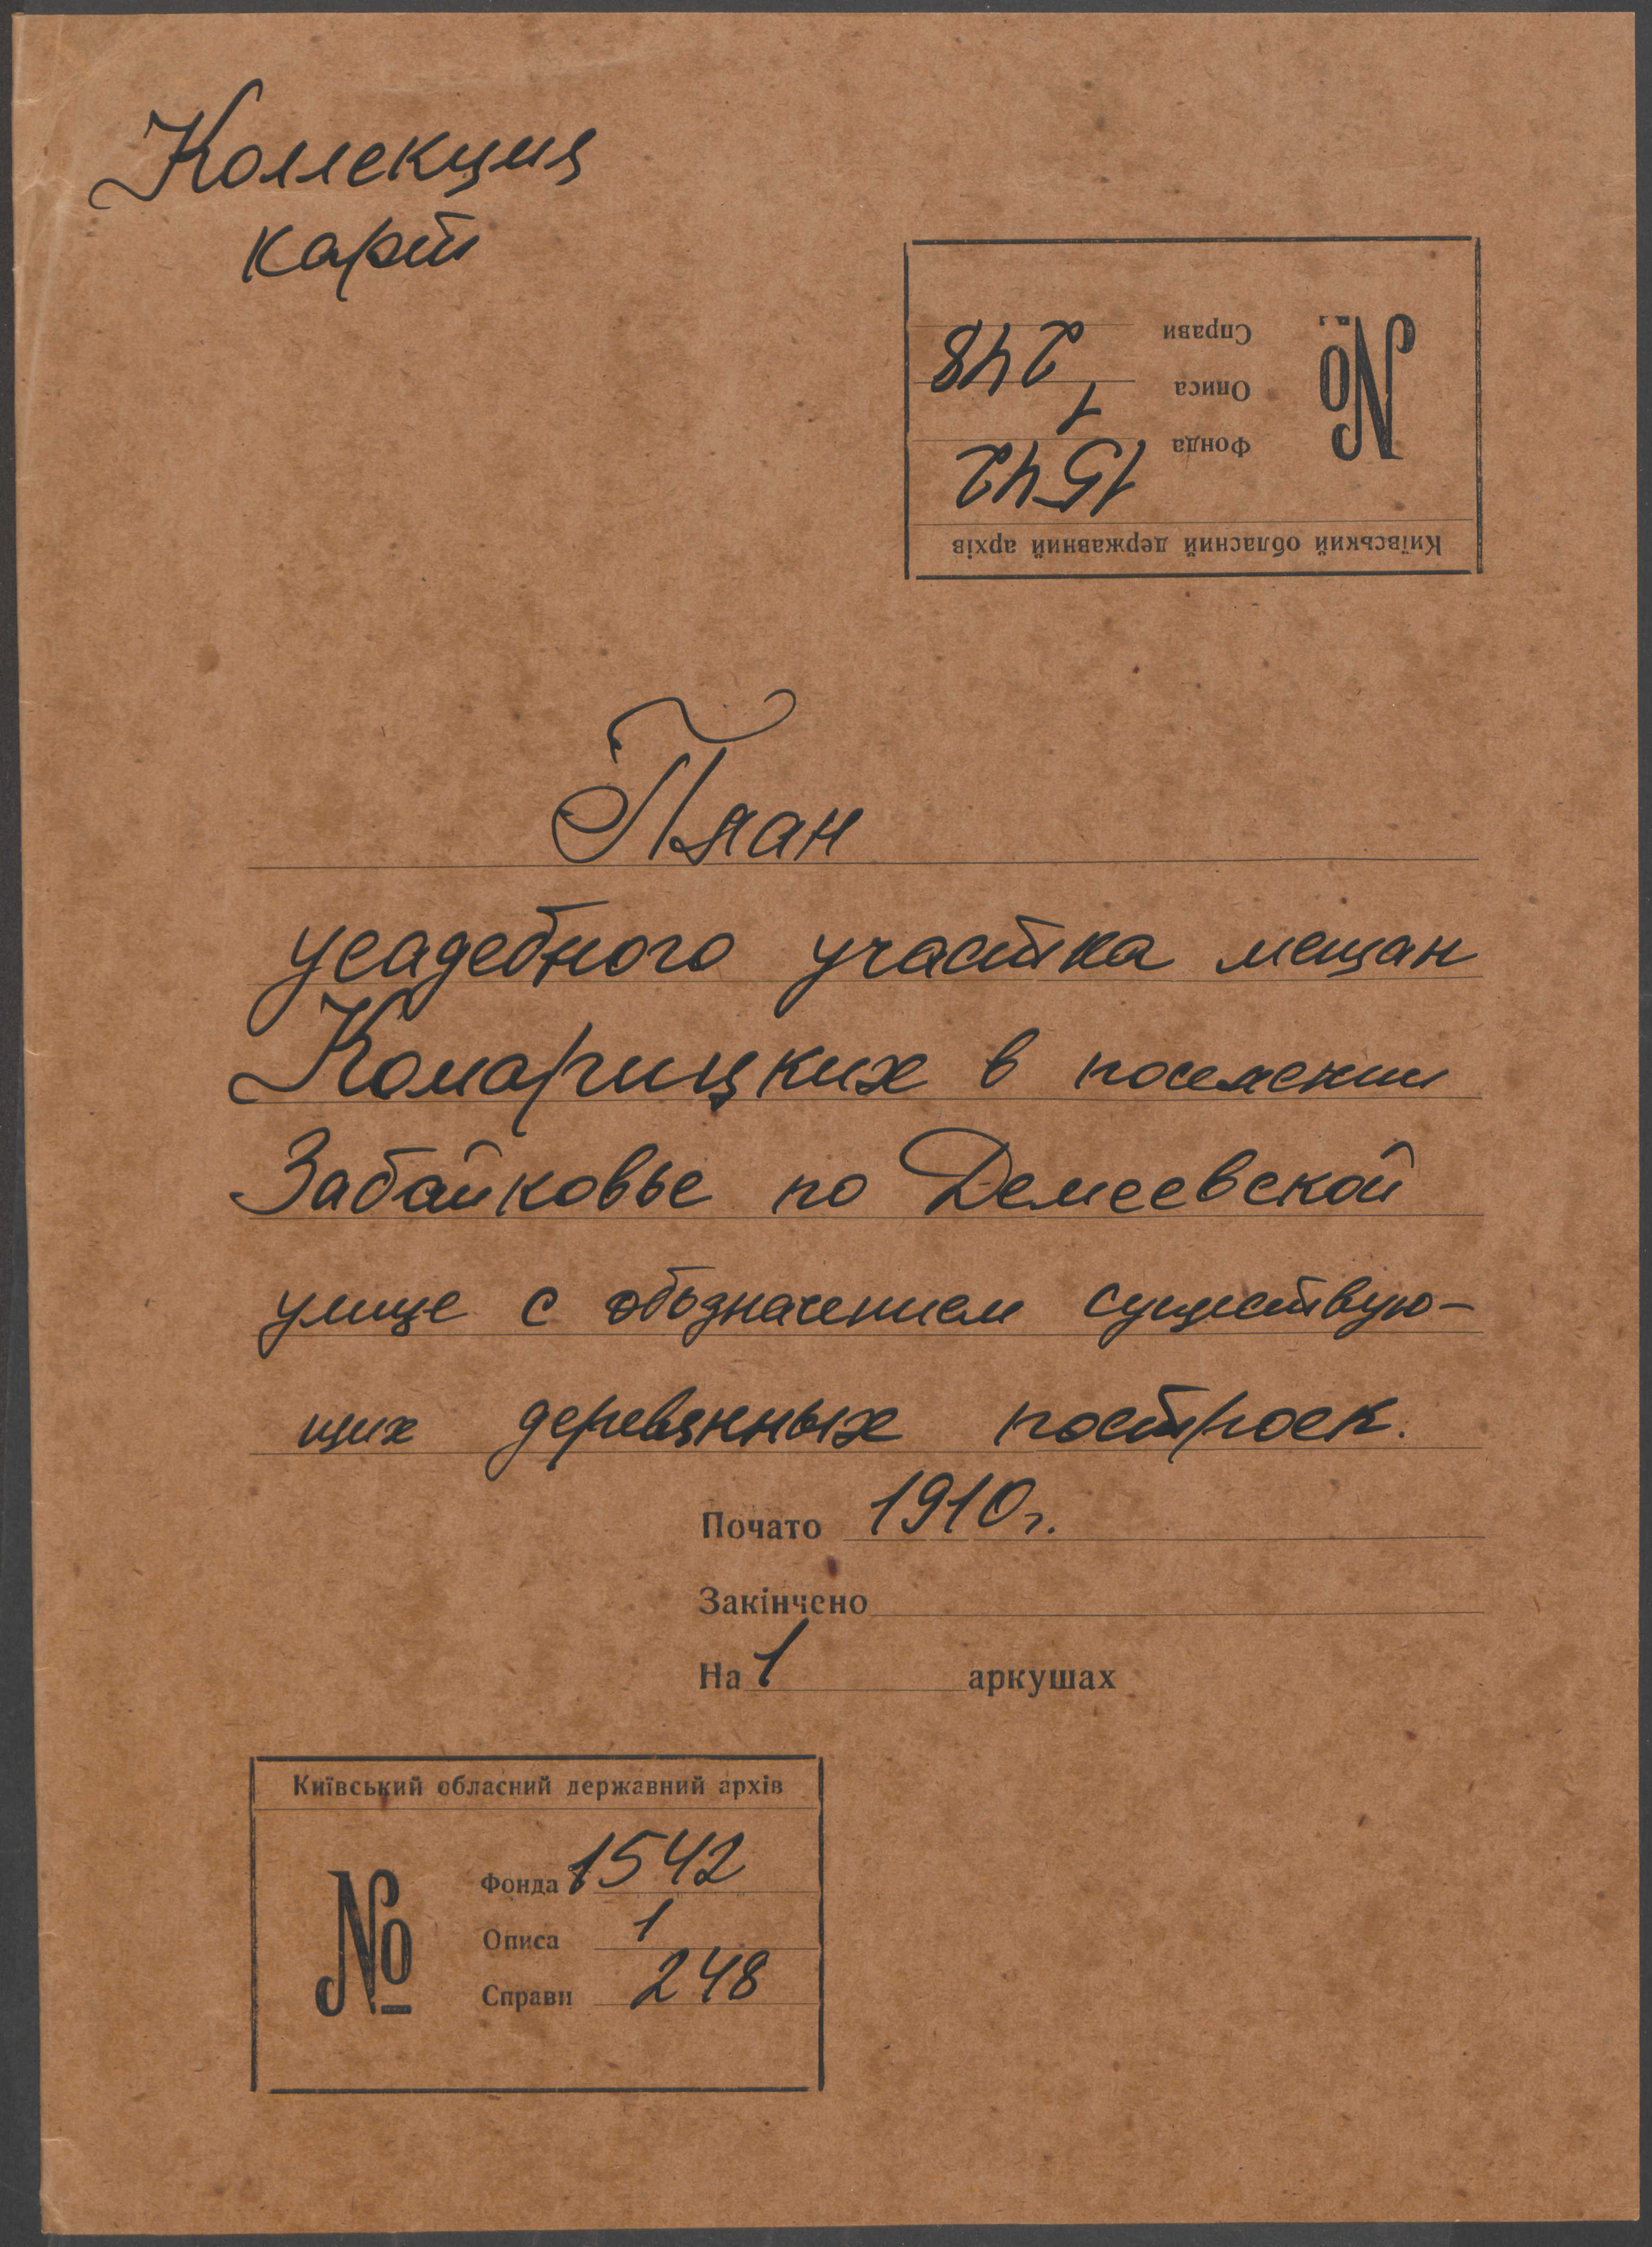 Коллекция
карт
Київський обласний державний архів
№
Фонда 1542
Описа 1
Справи 248
План
усадебного участка мещан
Комарицких в поселении
Забайковье по Демеевской
улице с обозначением существую-
щих деревянных построек.
Почато 1910 г.
Закінчено
На 1 аркушах
Київський обласний державний архів
№
Фонда 1542
Описа 1
Справи 248